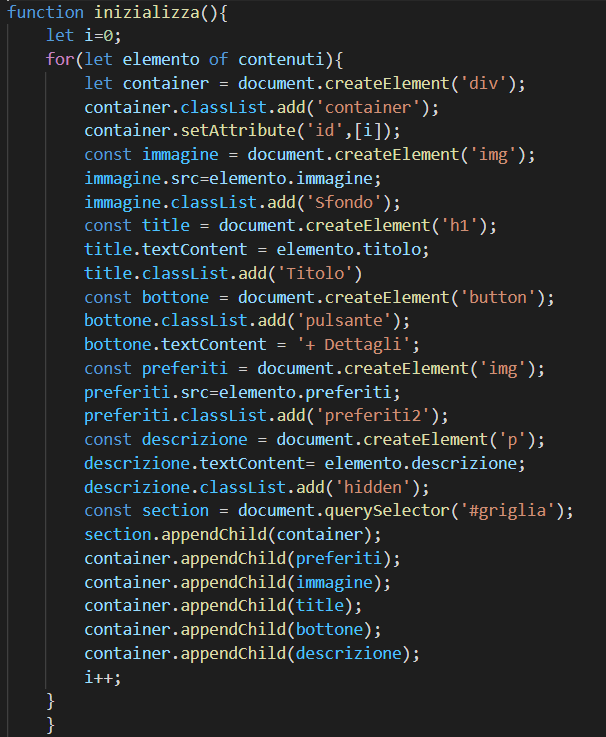 function inizializza(){
    let i=0;
    for(let elemento of contenuti){
        let container = document.createElement('div');
        container.classList.add('container');
        container.setAttribute('id',[i]);
        const immagine = document.createElement('img');
        immagine.src=elemento.immagine;
        immagine.classList.add('Sfondo');
        const title = document.createElement('h1');
        title.textContent = elemento.titolo;
        title.classList.add('Titolo')
        const bottone = document.createElement('button');
        bottone.classList.add('pulsante');
        bottone.textContent = '+ Dettagli';
        const preferiti = document.createElement('img');
        preferiti.src=elemento.preferiti;
        preferiti.classList.add('preferiti2');
        const descrizione = document.createElement('p');
        descrizione.textContent= elemento.descrizione;
        descrizione.classList.add('hidden');
        const section = document.querySelector('#griglia');
        section.appendChild(container);
        container.appendChild(preferiti);
        container.appendChild(immagine);
        container.appendChild(title);
        container.appendChild(bottone);
        container.appendChild(descrizione);
        i++;
    }
    }